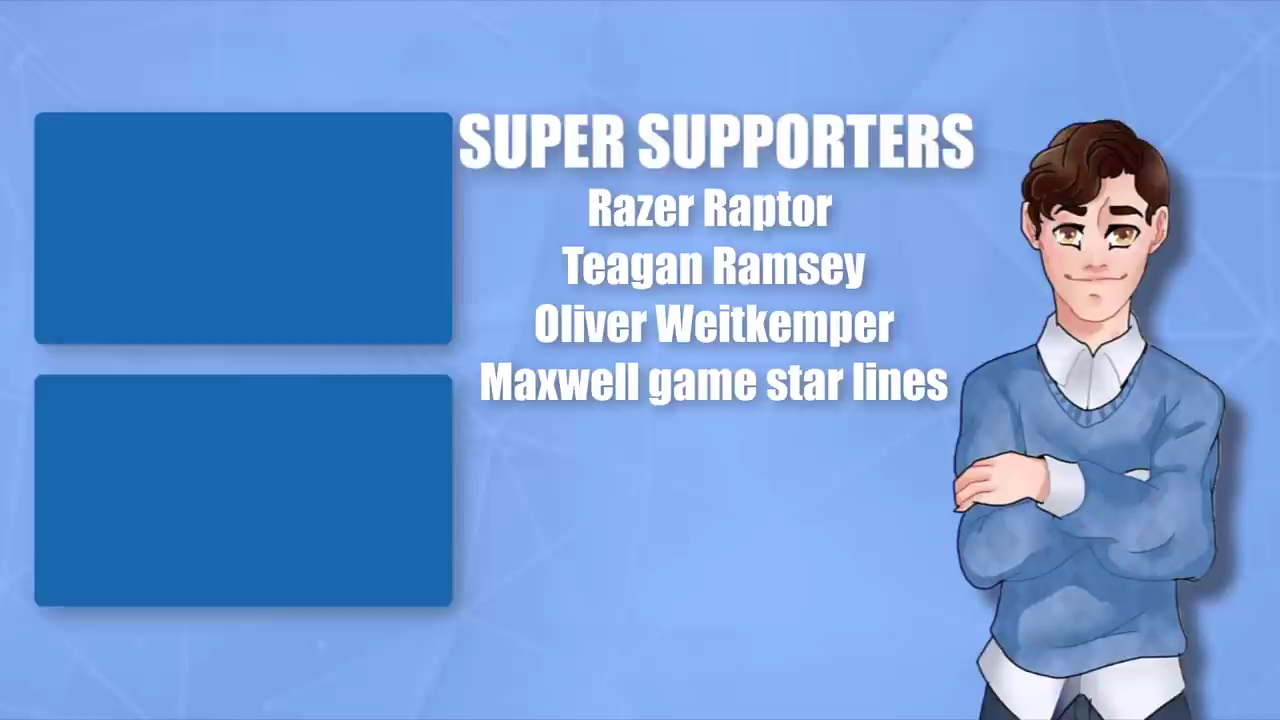 SUPER SUPPORTERS
Razer Raptor
Teagan Ramsey
Oliver Weitkemper
Maxwell game star lines